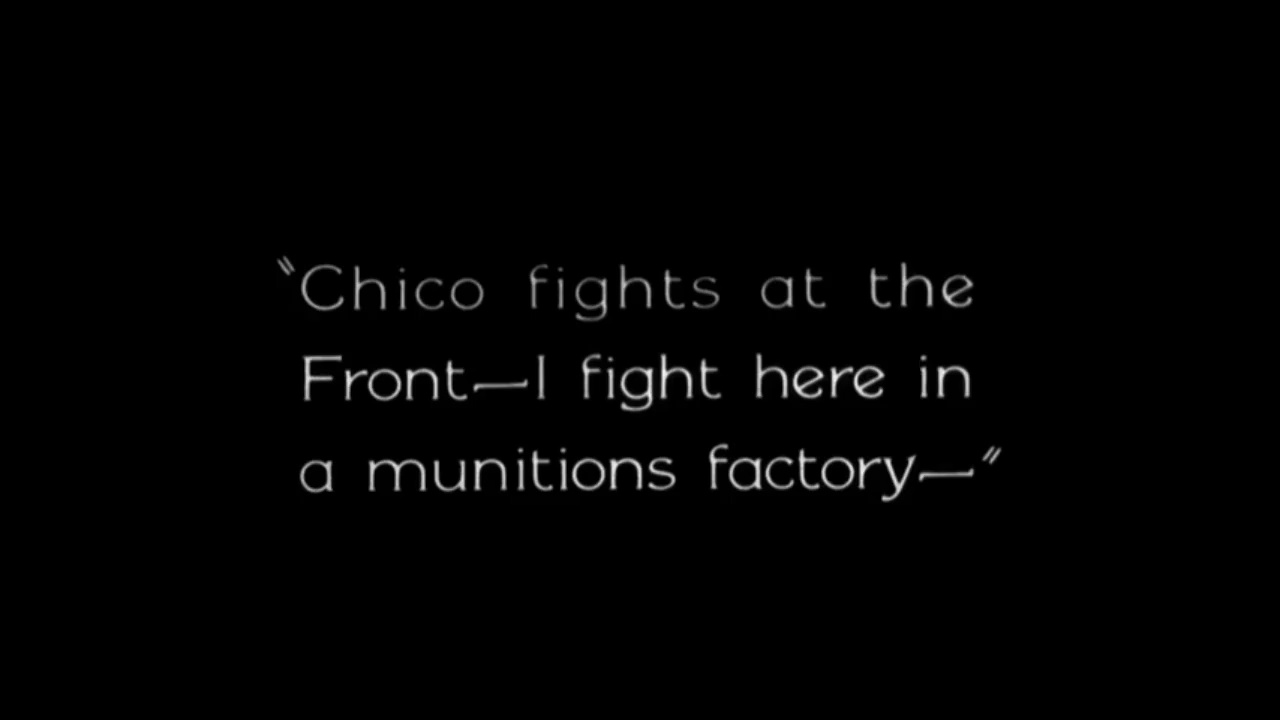 “Chico fights at the
Front—I fight here in
a munitions factory—”